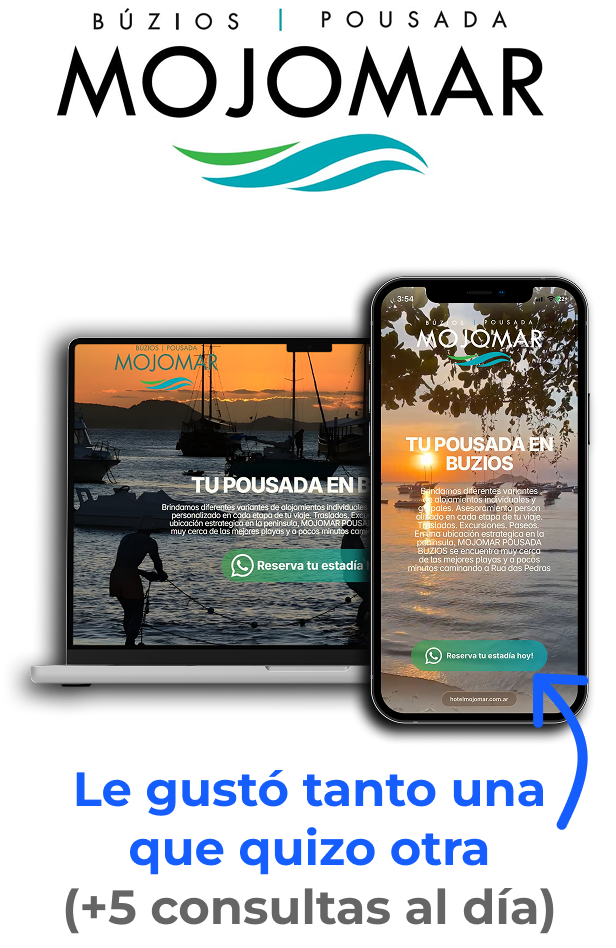 BÚZIOS | POUSADA
MOJOMAR
BÚZIOS | POUSADA
MOJOMAR
TU POUSADA EN B
Brindamos diferentes variantes de alojamientos individuales
personalizado en cada etapa de tu viaje. Traslados. Excu
ubicación estrategica en la península, MOJOMAR POUSA
muy cerca de las mejores playas y a pocos minutos cami
Reserva tu estadía
3:54
22+
BÚZIOS | POUSADA
MOJOMAR
TU POUSADA EN
BUZIOS
Brindamos diferentes variantes
de alojamientos individuales y
grupales. Asesoramiento person
alizado en cada etapa de tu viaje.
Traslados. Excursiones. Paseos.
En una ubicación estrategica en la
península, MOJOMAR POUSADA
BUZIOS se encuentra muy cerca
de las mejores playas y a pocos
minutos caminando a Rua das Pedras
Reserva tu estadía hoy!
hotelmojomar.com.ar
Le gustó tanto una
que quizo otra
(+5 consultas al día)